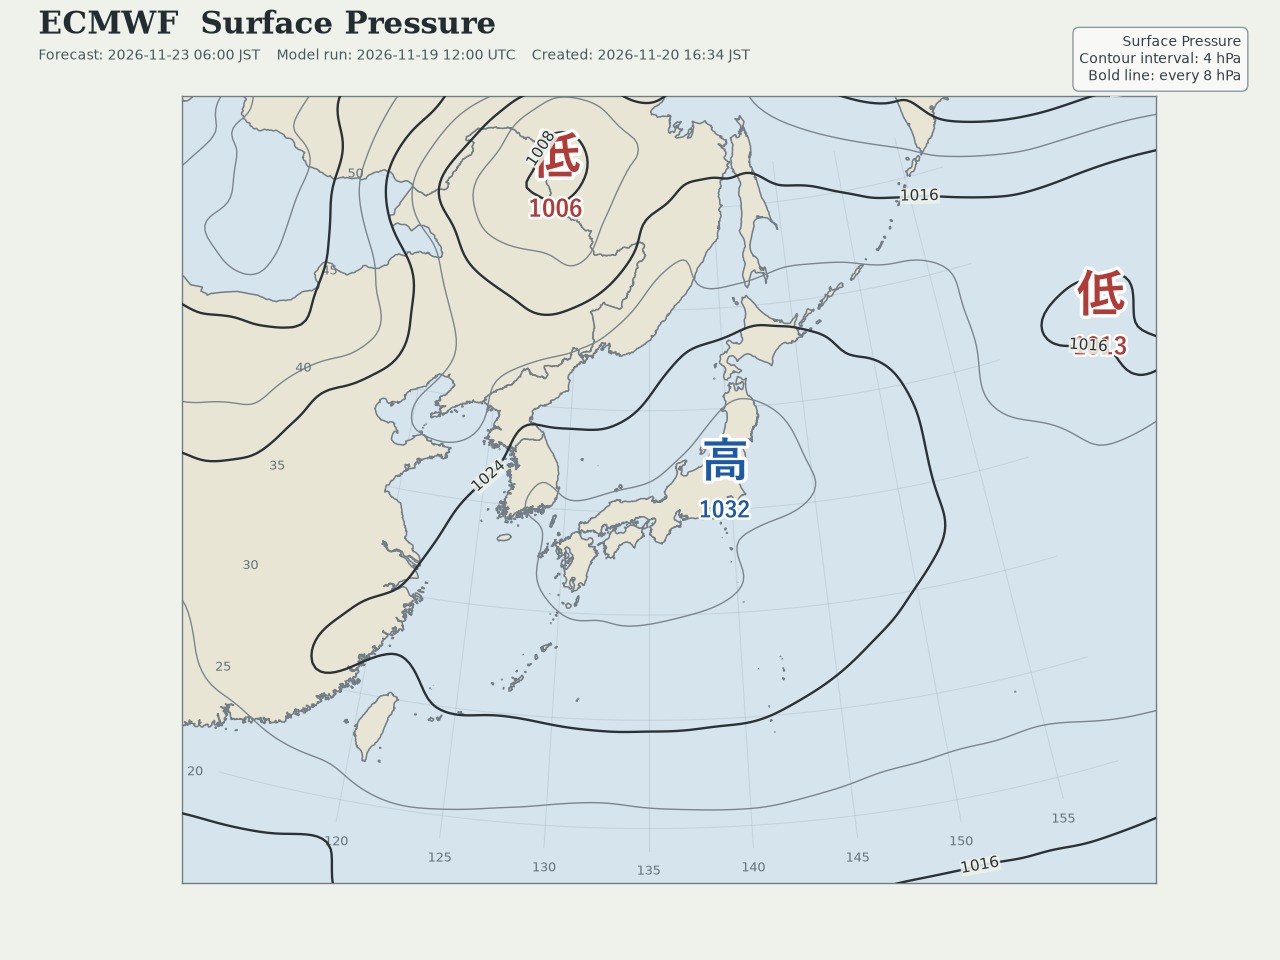 ECMWF  Surface Pressure
Forecast: 2026-11-23 06:00 JST    Model run: 2026-11-19 12:00 UTC    Created: 2026-11-20 16:34 JST
Surface Pressure
Contour interval: 4 hPa
Bold line: every 8 hPa
1008
低
1006
50
1016
45
低
1013
1016
40
高
1032
35
1024
30
25
20
155
120
150
125
145
130
140
135
1016